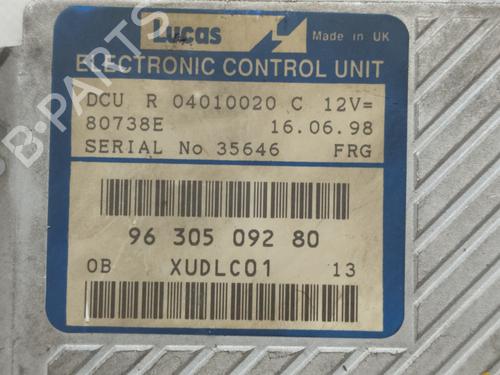 Lucas
Made in UK
ELECTRONIC CONTROL UNIT
DCU R 04010020 C 12V=
80738E 16.06.98
SERIAL No 35646 FRG
96 305 092 80
OB XUDLC01 13